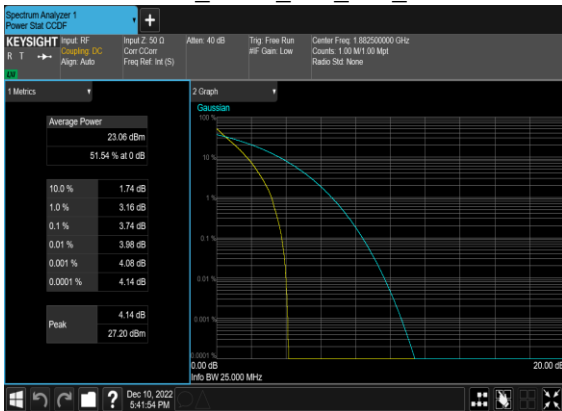 Spectrum Analyzer 1
Power Stat CCDF
+
KEYSIGHT
R T
Input: RF
Coupling: DC
Align: Auto
Input Z: 50 Ω
Corr CCorr
Freq Ref: Int (S)
Atten: 40 dB
Trig: Free Run
#IF Gain: Low
Center Freq: 1.882500000 GHz
Counts: 1.00 M/1.00 Mpt
Radio Std: None
1 Metrics
Average Power
23.06 dBm
51.54 % at 0 dB
10.0 % 1.74 dB
1.0 % 3.16 dB
0.1 % 3.74 dB
0.01 % 3.98 dB
0.001 % 4.08 dB
0.0001 % 4.14 dB
Peak
4.14 dB
27.20 dBm
2 Graph
Gaussian
100 %
10 %
1 %
0.1 %
0.01 %
0.001 %
0.0001 %
0.00 dB
20.00 dB
Info BW 25.000 MHz
?
Dec 10, 2022
5:41:54 PM